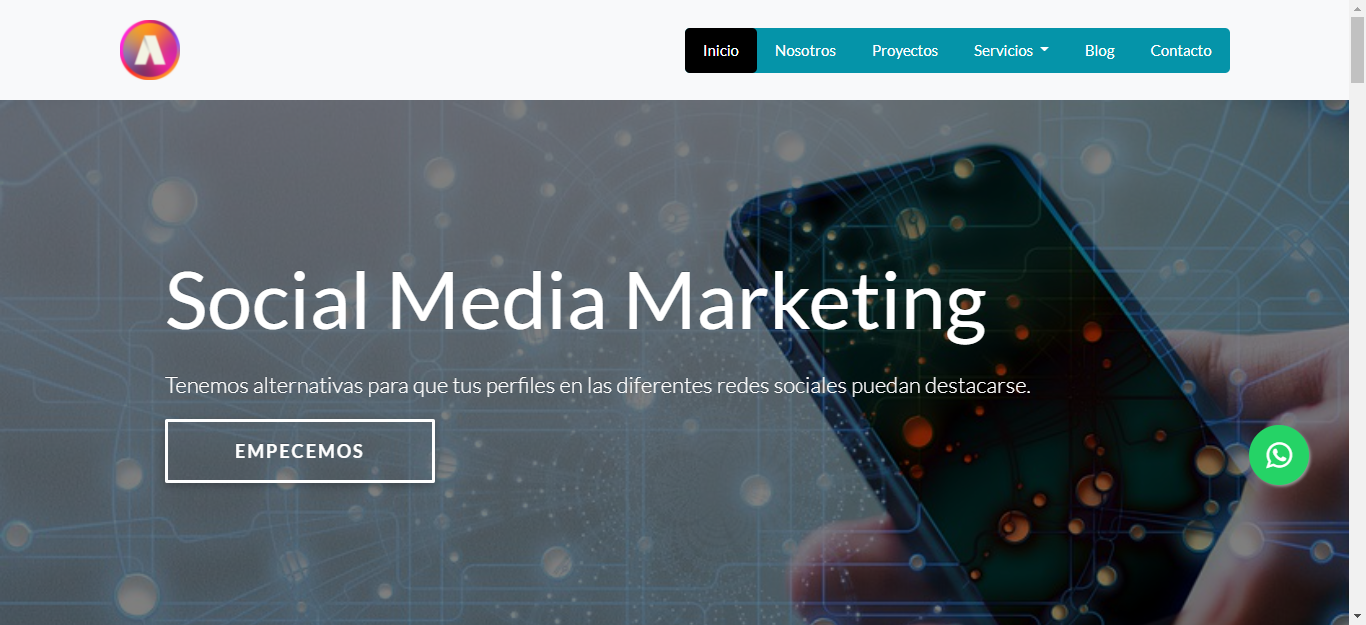 Inicio Nosotros Proyectos Servicios Blog Contacto
Social Media Marketing
Tenemos alternativas para que tus perfiles en las diferentes redes sociales puedan destacarse.
EMPECEMOS